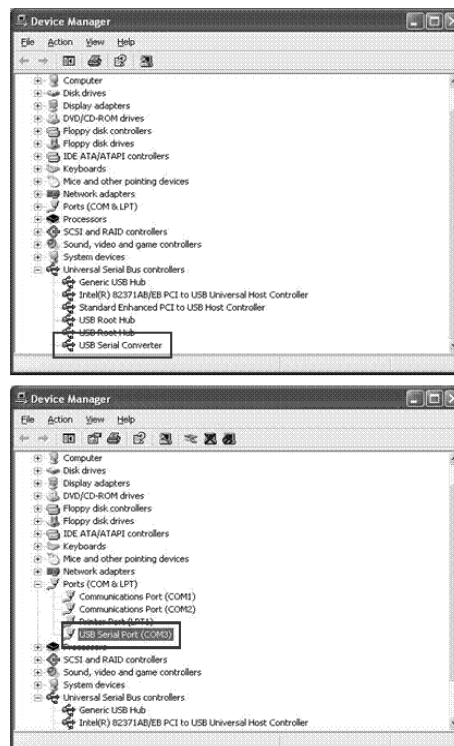 Device Manager
File Action View Help
Computer
Disk drives
Display adapters
DVD/CD-ROM drives
Floppy disk controllers
Floppy disk drives
IDE ATA/ATAPI controllers
Keyboards
Mice and other pointing devices
Network adapters
Ports (COM & LPT)
Processors
SCSI and RAID controllers
Sound, video and game controllers
System devices
Universal Serial Bus controllers
Generic USB Hub
Intel(R) 82371AB/EB PCI to USB Universal Host Controller
Standard Enhanced PCI to USB Host Controller
USB Root Hub
USB Root Hub
USB Serial Converter
Device Manager
File Action View Help
Computer
Disk drives
Display adapters
DVD/CD-ROM drives
Floppy disk controllers
Floppy disk drives
IDE ATA/ATAPI controllers
Keyboards
Mice and other pointing devices
Network adapters
Ports (COM & LPT)
Communications Port (COM1)
Communications Port (COM2)
Printer Port (LPT1)
USB Serial Port (COM3)
Processors
SCSI and RAID controllers
Sound, video and game controllers
System devices
Universal Serial Bus controllers
Generic USB Hub
Intel(R) 82371AB/EB PCI to USB Universal Host Controller